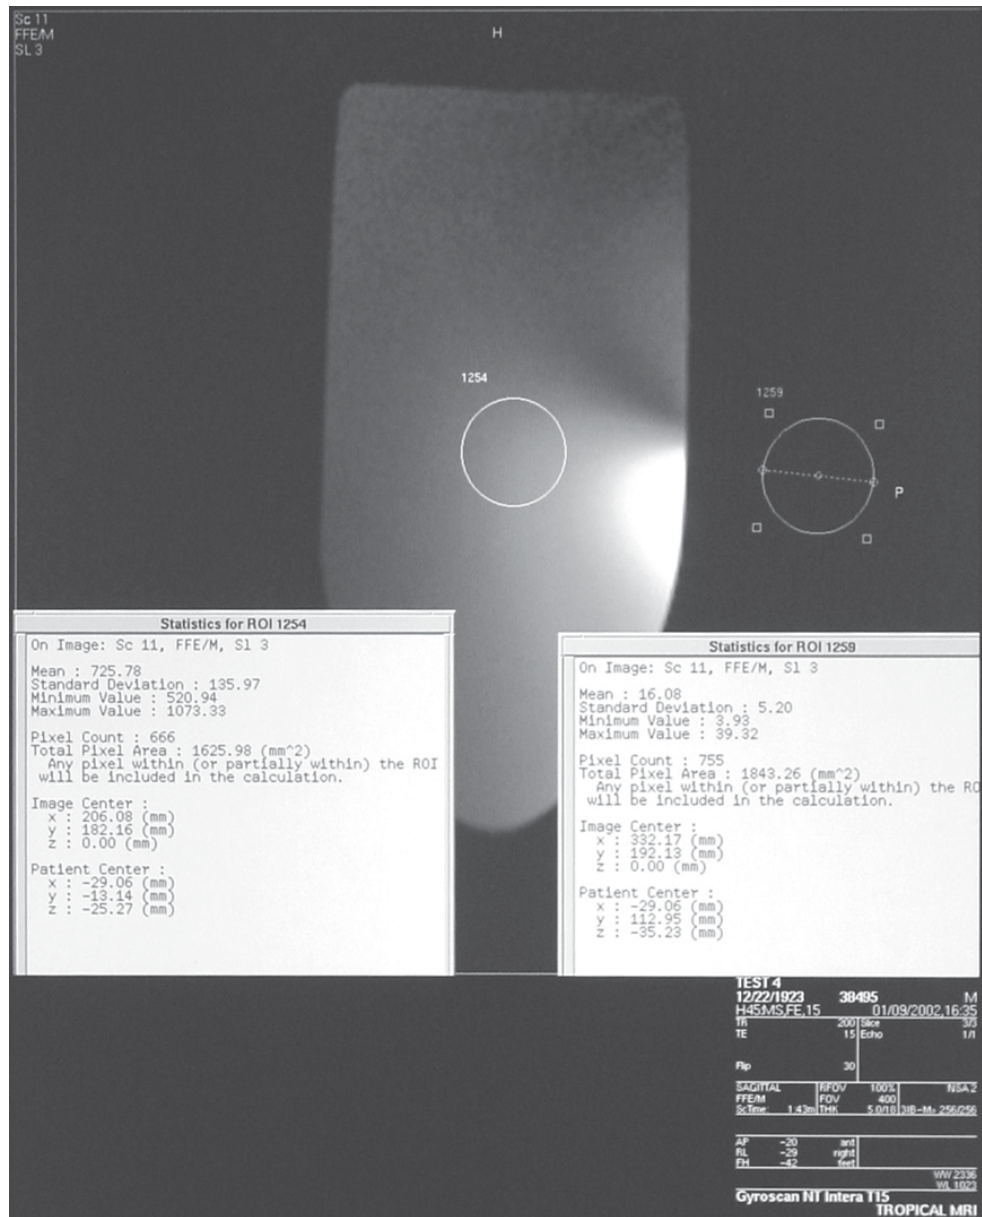 Sc 11
FFE/M
SL 3
H
1254
1259
P
Statistics for ROI 1254
On Image: Sc 11, FFE/M, Sl 3
Mean : 725.78
Standard Deviation : 135.97
Minimum Value : 520.94
Maximum Value : 1073.33
Pixel Count : 666
Total Pixel Area : 1625.98 (mm^2)
Any pixel within (or partially within) the ROI
will be included in the calculation.
Image Center :
x : 206.08 (mm)
y : 182.16 (mm)
z : 0.00 (mm)
Patient Center :
x : -29.06 (mm)
y : -13.14 (mm)
z : -25.27 (mm)
Statistics for ROI 1259
On Image: Sc 11, FFE/M, Sl 3
Mean : 16.08
Standard Deviation : 5.20
Minimum Value : 3.93
Maximum Value : 39.32
Pixel Count : 755
Total Pixel Area : 1843.26 (mm^2)
Any pixel within (or partially within) the RO
will be included in the calculation.
Image Center :
x : 332.17 (mm)
y : 192.13 (mm)
z : 0.00 (mm)
Patient Center :
x : -29.06 (mm)
y : 112.95 (mm)
z : -35.23 (mm)
TEST 4
12/22/1923 38495 M
H45:MS,FE,15 01/09/2002,16:35
TR 200 Slice 3/3
TE 15 Echo 1/1
Flip 30
SAGITTAL RFOV 100% NSA 2
FFE/M FOV 400
ScTime: 1:43m THK 5.0/18 256/256
AP -20 ant
RL -29 right
FH -42 feet
WW 2336
WL 1023
Gyroscan NT Intera T15
TROPICAL MRI